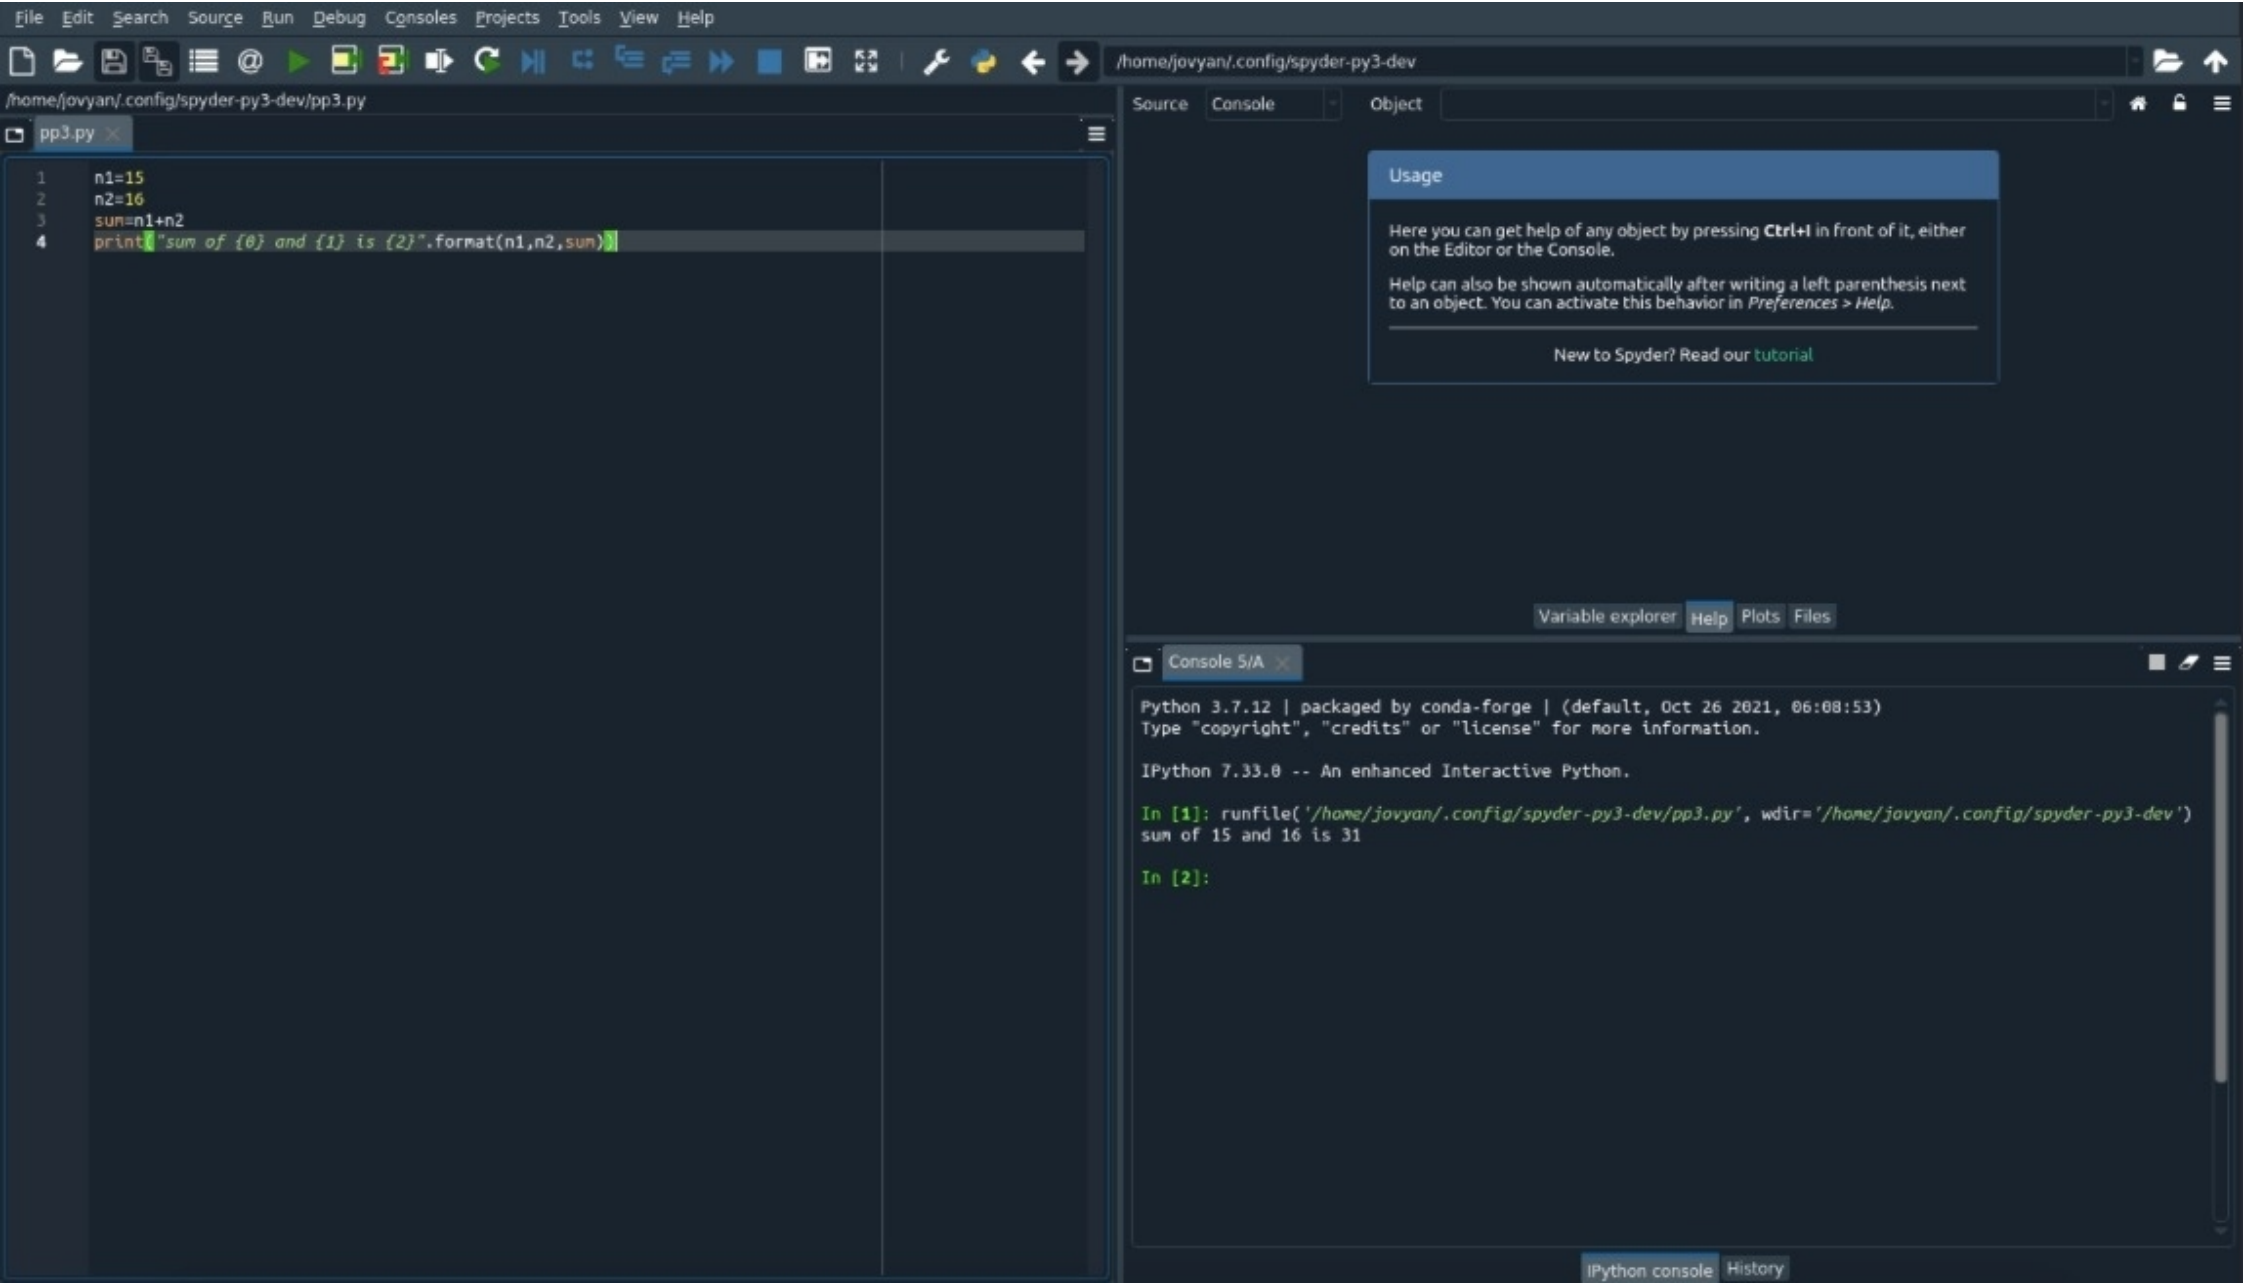 File Edit Search Source Run Debug Consoles Projects Tools View Help
/home/jovyan/.config/spyder-py3-dev
/home/jovyan/.config/spyder-py3-dev/pp3.py
pp3.py
1 n1=15
2 n2=16
3 sum=n1+n2
4 print("sum of {0} and {1} is {2}".format(n1,n2,sum))
Source Console Object
Usage
Here you can get help of any object by pressing Ctrl+I in front of it, either
on the Editor or the Console.
Help can also be shown automatically after writing a left parenthesis next
to an object. You can activate this behavior in Preferences > Help.
New to Spyder? Read our tutorial
Variable explorer Help Plots Files
Console 5/A
Python 3.7.12 | packaged by conda-forge | (default, Oct 26 2021, 06:08:53)
Type "copyright", "credits" or "license" for more information.
IPython 7.33.0 -- An enhanced Interactive Python.
In [1]: runfile('/home/jovyan/.config/spyder-py3-dev/pp3.py', wdir='/home/jovyan/.config/spyder-py3-dev')
sum of 15 and 16 is 31
In [2]:
IPython console History